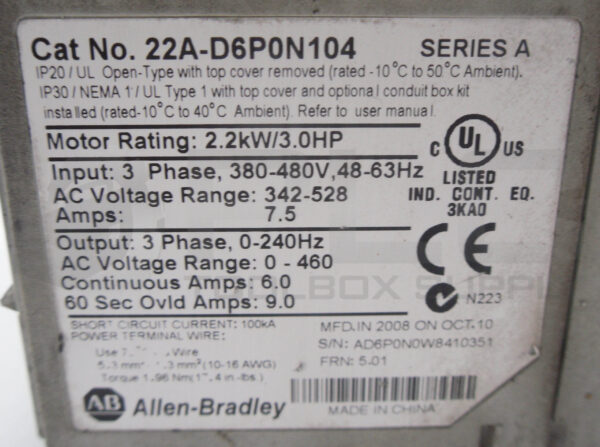 Cat No. 22A-D6P0N104 SERIES A
IP20 / UL Open-Type with top cover removed (rated -10°C to 50°C Ambient).
IP30 / NEMA 1 / UL Type 1 with top cover and optional conduit box kit
installed (rated-10°C to 40°C Ambient). Refer to user manual.
Motor Rating: 2.2kW/3.0HP
Input: 3 Phase, 380-480V,48-63Hz
AC Voltage Range: 342-528
Amps: 7.5
C UL US
LISTED
IND. CONT. EQ.
3KA0
Output: 3 Phase, 0-240Hz
AC Voltage Range: 0 - 460
Continuous Amps: 6.0
60 Sec Ovld Amps: 9.0
CE
N223
SHORT CIRCUIT CURRENT: 100kA
POWER TERMINAL WIRE:
Use Wire
(10-16 AWG)
Torque 1.96 Nm
MFD.IN 2008 ON OCT.10
S/N: AD6P0N0W8410351
FRN: 5.01
AB Allen-Bradley
MADE IN CHINA